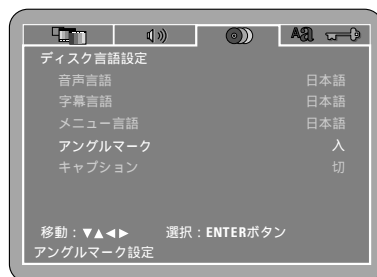 Aあ
ディスク言語設定
音声言語 日本語
字幕言語 日本語
メニュー言語 日本語
アングルマーク 入
キャプション 切
移動：▼▲◀▶ 選択：ENTERボタン
アングルマーク設定